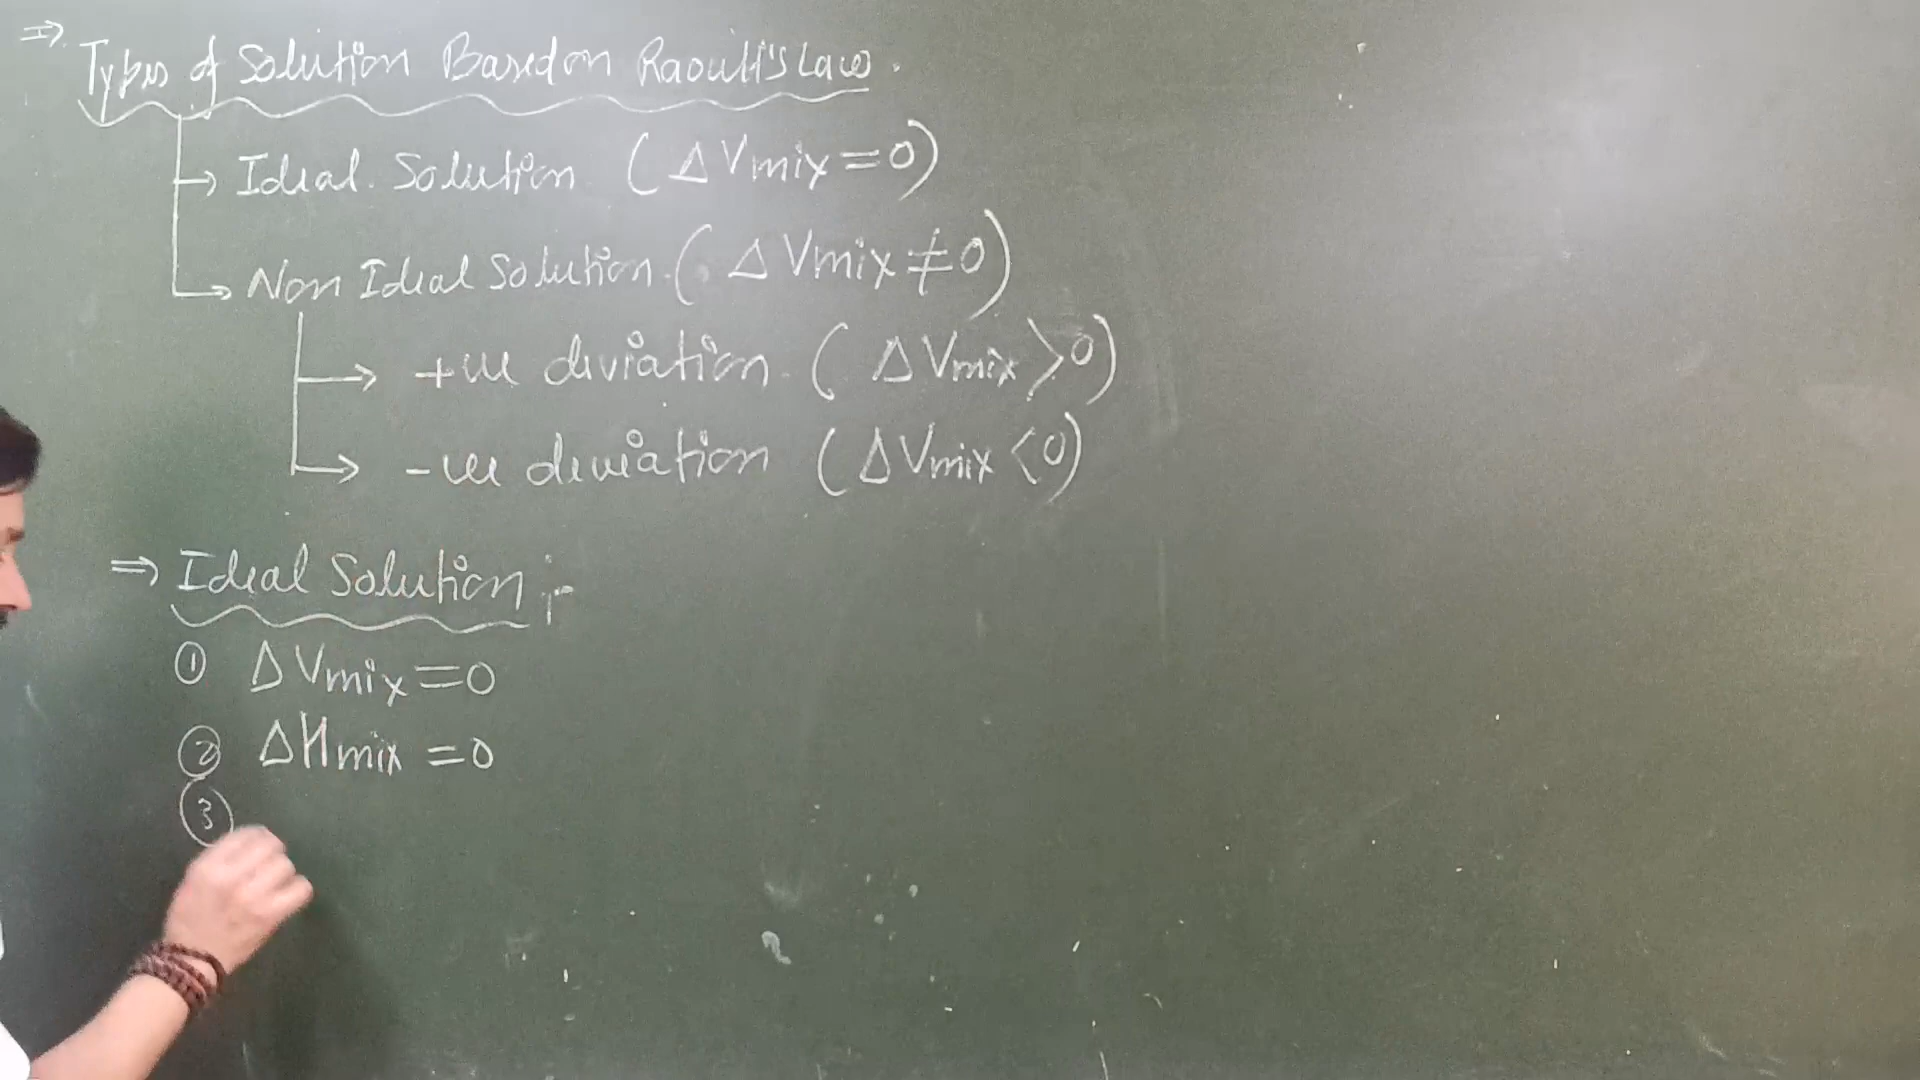 ⇒ Types of Solution Based on Raoult's Law.
→ Ideal Solution (ΔVmix=0)
→ Non Ideal Solution. (ΔVmix≠0)
→ +ve deviation. (ΔVmix>0)
→ -ve deviation (ΔVmix<0)
⇒ Ideal Solution :-
① ΔVmix=0
② ΔHmix=0
③